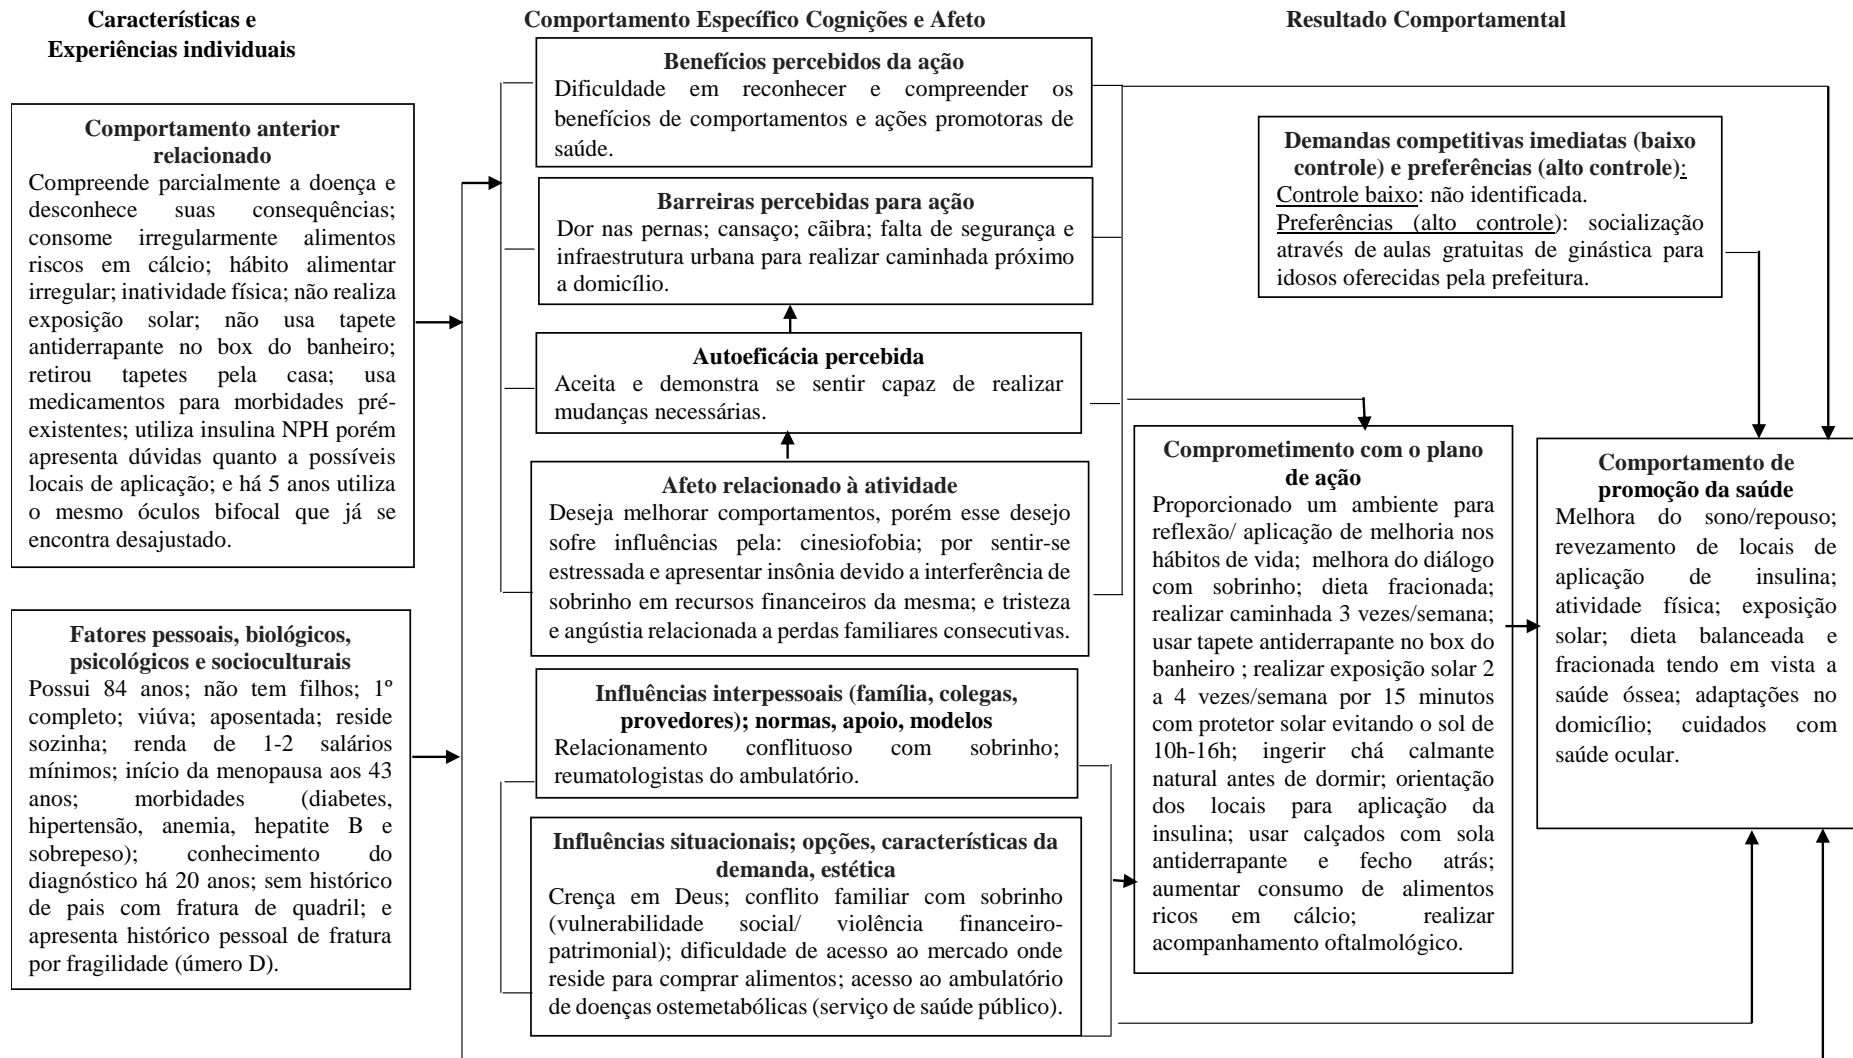 Características e
Experiências individuais
Comportamento anterior
relacionado
Compreende parcialmente a doença e
desconhece suas consequências;
consome irregularmente alimentos
riscos em cálcio; hábito alimentar
irregular; inatividade física; não realiza
exposição solar; não usa tapete
antiderrapante no box do banheiro;
retirou tapetes pela casa; usa
medicamentos para morbidades pré-
existentes; utiliza insulina NPH porém
apresenta dúvidas quanto a possíveis
locais de aplicação; e há 5 anos utiliza
o mesmo óculos bifocal que já se
encontra desajustado.
Fatores pessoais, biológicos,
psicológicos e socioculturais
Possui 84 anos; não tem filhos; 1º
completo; viúva; aposentada; reside
sozinha; renda de 1-2 salários
mínimos; início da menopausa aos 43
anos; morbidades (diabetes,
hipertensão, anemia, hepatite B e
sobrepeso); conhecimento do
diagnóstico há 20 anos; sem histórico
de pais com fratura de quadril; e
apresenta histórico pessoal de fratura
por fragilidade (úmero D).
Comportamento Específico Cognições e Afeto
Benefícios percebidos da ação
Dificuldade em reconhecer e compreender os
benefícios de comportamentos e ações promotoras de
saúde.
Barreiras percebidas para ação
Dor nas pernas; cansaço; cãibra; falta de segurança e
infraestrutura urbana para realizar caminhada próximo
a domicílio.
Autoeficácia percebida
Aceita e demonstra se sentir capaz de realizar
mudanças necessárias.
Afeto relacionado à atividade
Deseja melhorar comportamentos, porém esse desejo
sofre influências pela: cinesiofobia; por sentir-se
estressada e apresentar insônia devido a interferência de
sobrinho em recursos financeiros da mesma; e tristeza
e angústia relacionada a perdas familiares consecutivas.
Influências interpessoais (família, colegas,
provedores); normas, apoio, modelos
Relacionamento conflituoso com sobrinho;
reumatologistas do ambulatório.
Influências situacionais; opções, características da
demanda, estética
Crença em Deus; conflito familiar com sobrinho
(vulnerabilidade social/ violência financeiro-
patrimonial); dificuldade de acesso ao mercado onde
reside para comprar alimentos; acesso ao ambulatório
de doenças ostemetabólicas (serviço de saúde público).
Resultado Comportamental
Demandas competitivas imediatas (baixo
controle) e preferências (alto controle):
Controle baixo: não identificada.
Preferências (alto controle): socialização
através de aulas gratuitas de ginástica para
idosos oferecidas pela prefeitura.
Comprometimento com o plano
de ação
Proporcionado um ambiente para
reflexão/ aplicação de melhoria nos
hábitos de vida; melhora do diálogo
com sobrinho; dieta fracionada;
realizar caminhada 3 vezes/semana;
usar tapete antiderrapante no box do
banheiro ; realizar exposição solar 2
a 4 vezes/semana por 15 minutos
com protetor solar evitando o sol de
10h-16h; ingerir chá calmante
natural antes de dormir; orientação
dos locais para aplicação da
insulina; usar calçados com sola
antiderrapante e fecho atrás;
aumentar consumo de alimentos
ricos em cálcio; realizar
acompanhamento oftalmológico.
Comportamento de
promoção da saúde
Melhora do sono/repouso;
revezamento de locais de
aplicação de insulina;
atividade física; exposição
solar; dieta balanceada e
fracionada tendo em vista a
saúde óssea; adaptações no
domicílio; cuidados com
saúde ocular.